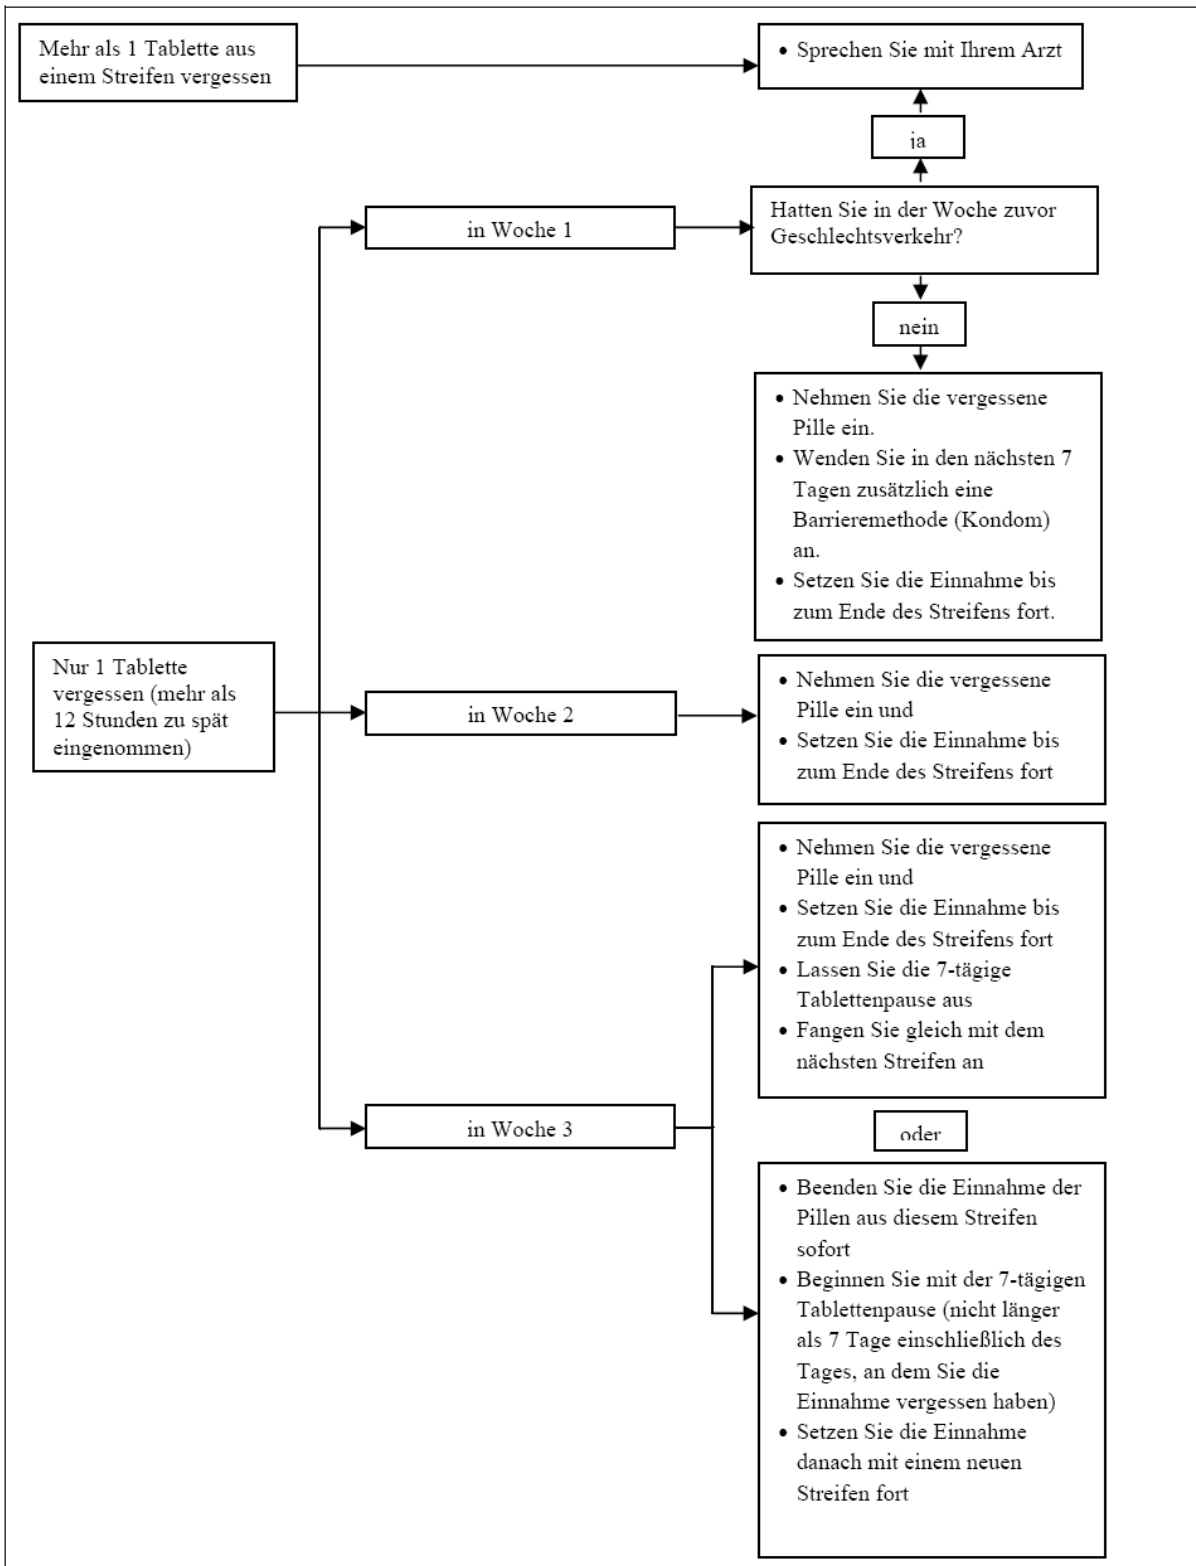 Mehr als 1 Tablette aus
einem Streifen vergessen
• Sprechen Sie mit Ihrem Arzt
ja
in Woche 1
Hatten Sie in der Woche zuvor
Geschlechtsverkehr?
nein
• Nehmen Sie die vergessene
Pille ein.
• Wenden Sie in den nächsten 7
Tagen zusätzlich eine
Barrieremethode (Kondom)
an.
• Setzen Sie die Einnahme bis
zum Ende des Streifens fort.
Nur 1 Tablette
vergessen (mehr als
12 Stunden zu spät
eingenommen)
in Woche 2
• Nehmen Sie die vergessene
Pille ein und
• Setzen Sie die Einnahme bis
zum Ende des Streifens fort
• Nehmen Sie die vergessene
Pille ein und
• Setzen Sie die Einnahme bis
zum Ende des Streifens fort
• Lassen Sie die 7-tägige
Tablettenpause aus
• Fangen Sie gleich mit dem
nächsten Streifen an
in Woche 3
oder
• Beenden Sie die Einnahme der
Pillen aus diesem Streifen
sofort
• Beginnen Sie mit der 7-tägigen
Tablettenpause (nicht länger
als 7 Tage einschließlich des
Tages, an dem Sie die
Einnahme vergessen haben)
• Setzen Sie die Einnahme
danach mit einem neuen
Streifen fort